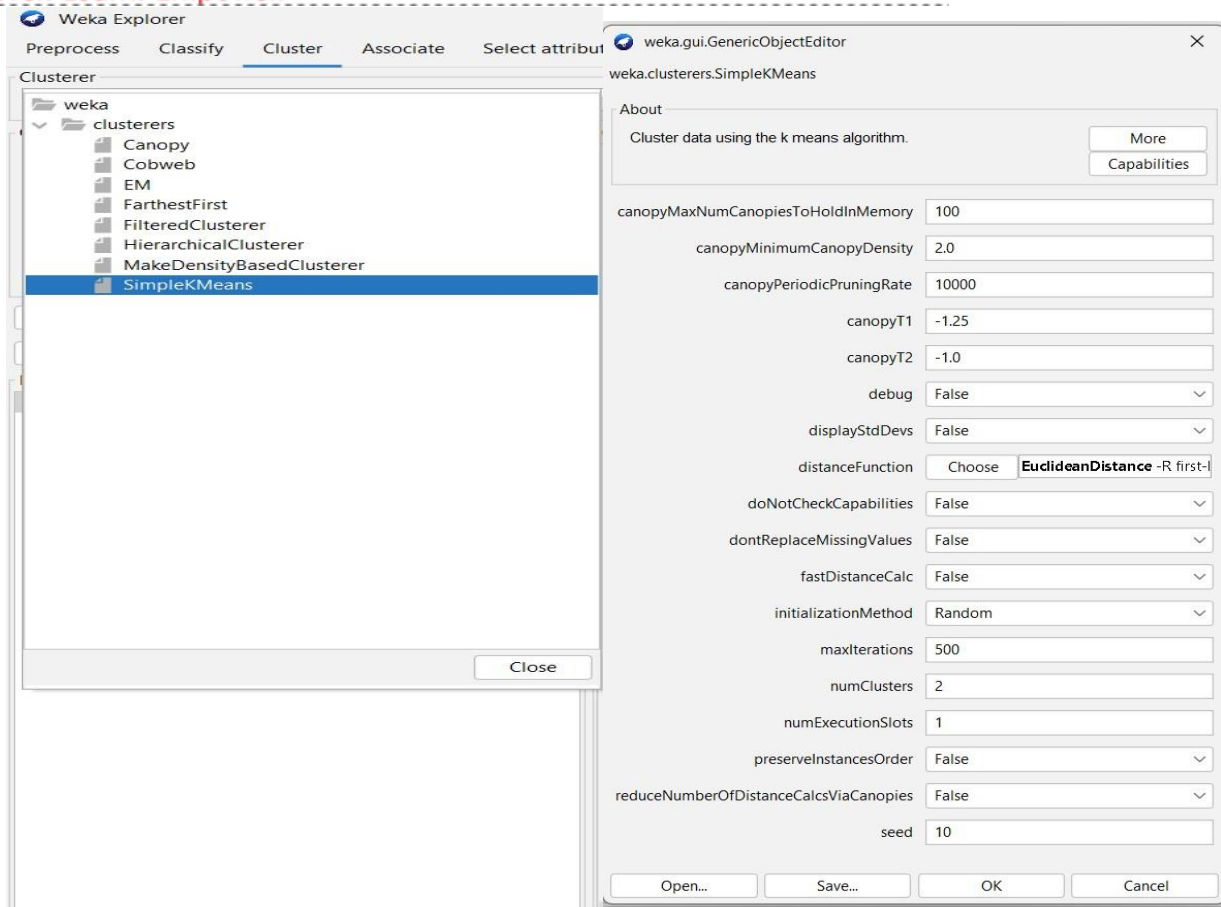 Weka Explorer
Preprocess Classify Cluster Associate Select attribut
Clusterer
weka
clusterers
Canopy
Cobweb
EM
FarthestFirst
FilteredClusterer
HierarchicalClusterer
MakeDensityBasedClusterer
SimpleKMeans
Close
weka.gui.GenericObjectEditor
weka.clusterers.SimpleKMeans
About
Cluster data using the k means algorithm.
More
Capabilities
canopyMaxNumCanopiesToHoldInMemory 100
canopyMinimumCanopyDensity 2.0
canopyPeriodicPruningRate 10000
canopyT1 -1.25
canopyT2 -1.0
debug False
displayStdDevs False
distanceFunction Choose EuclideanDistance -R first-l
doNotCheckCapabilities False
dontReplaceMissingValues False
fastDistanceCalc False
initializationMethod Random
maxIterations 500
numClusters 2
numExecutionSlots 1
preserveInstancesOrder False
reduceNumberOfDistanceCalcsViaCanopies False
seed 10
Open... Save... OK Cancel